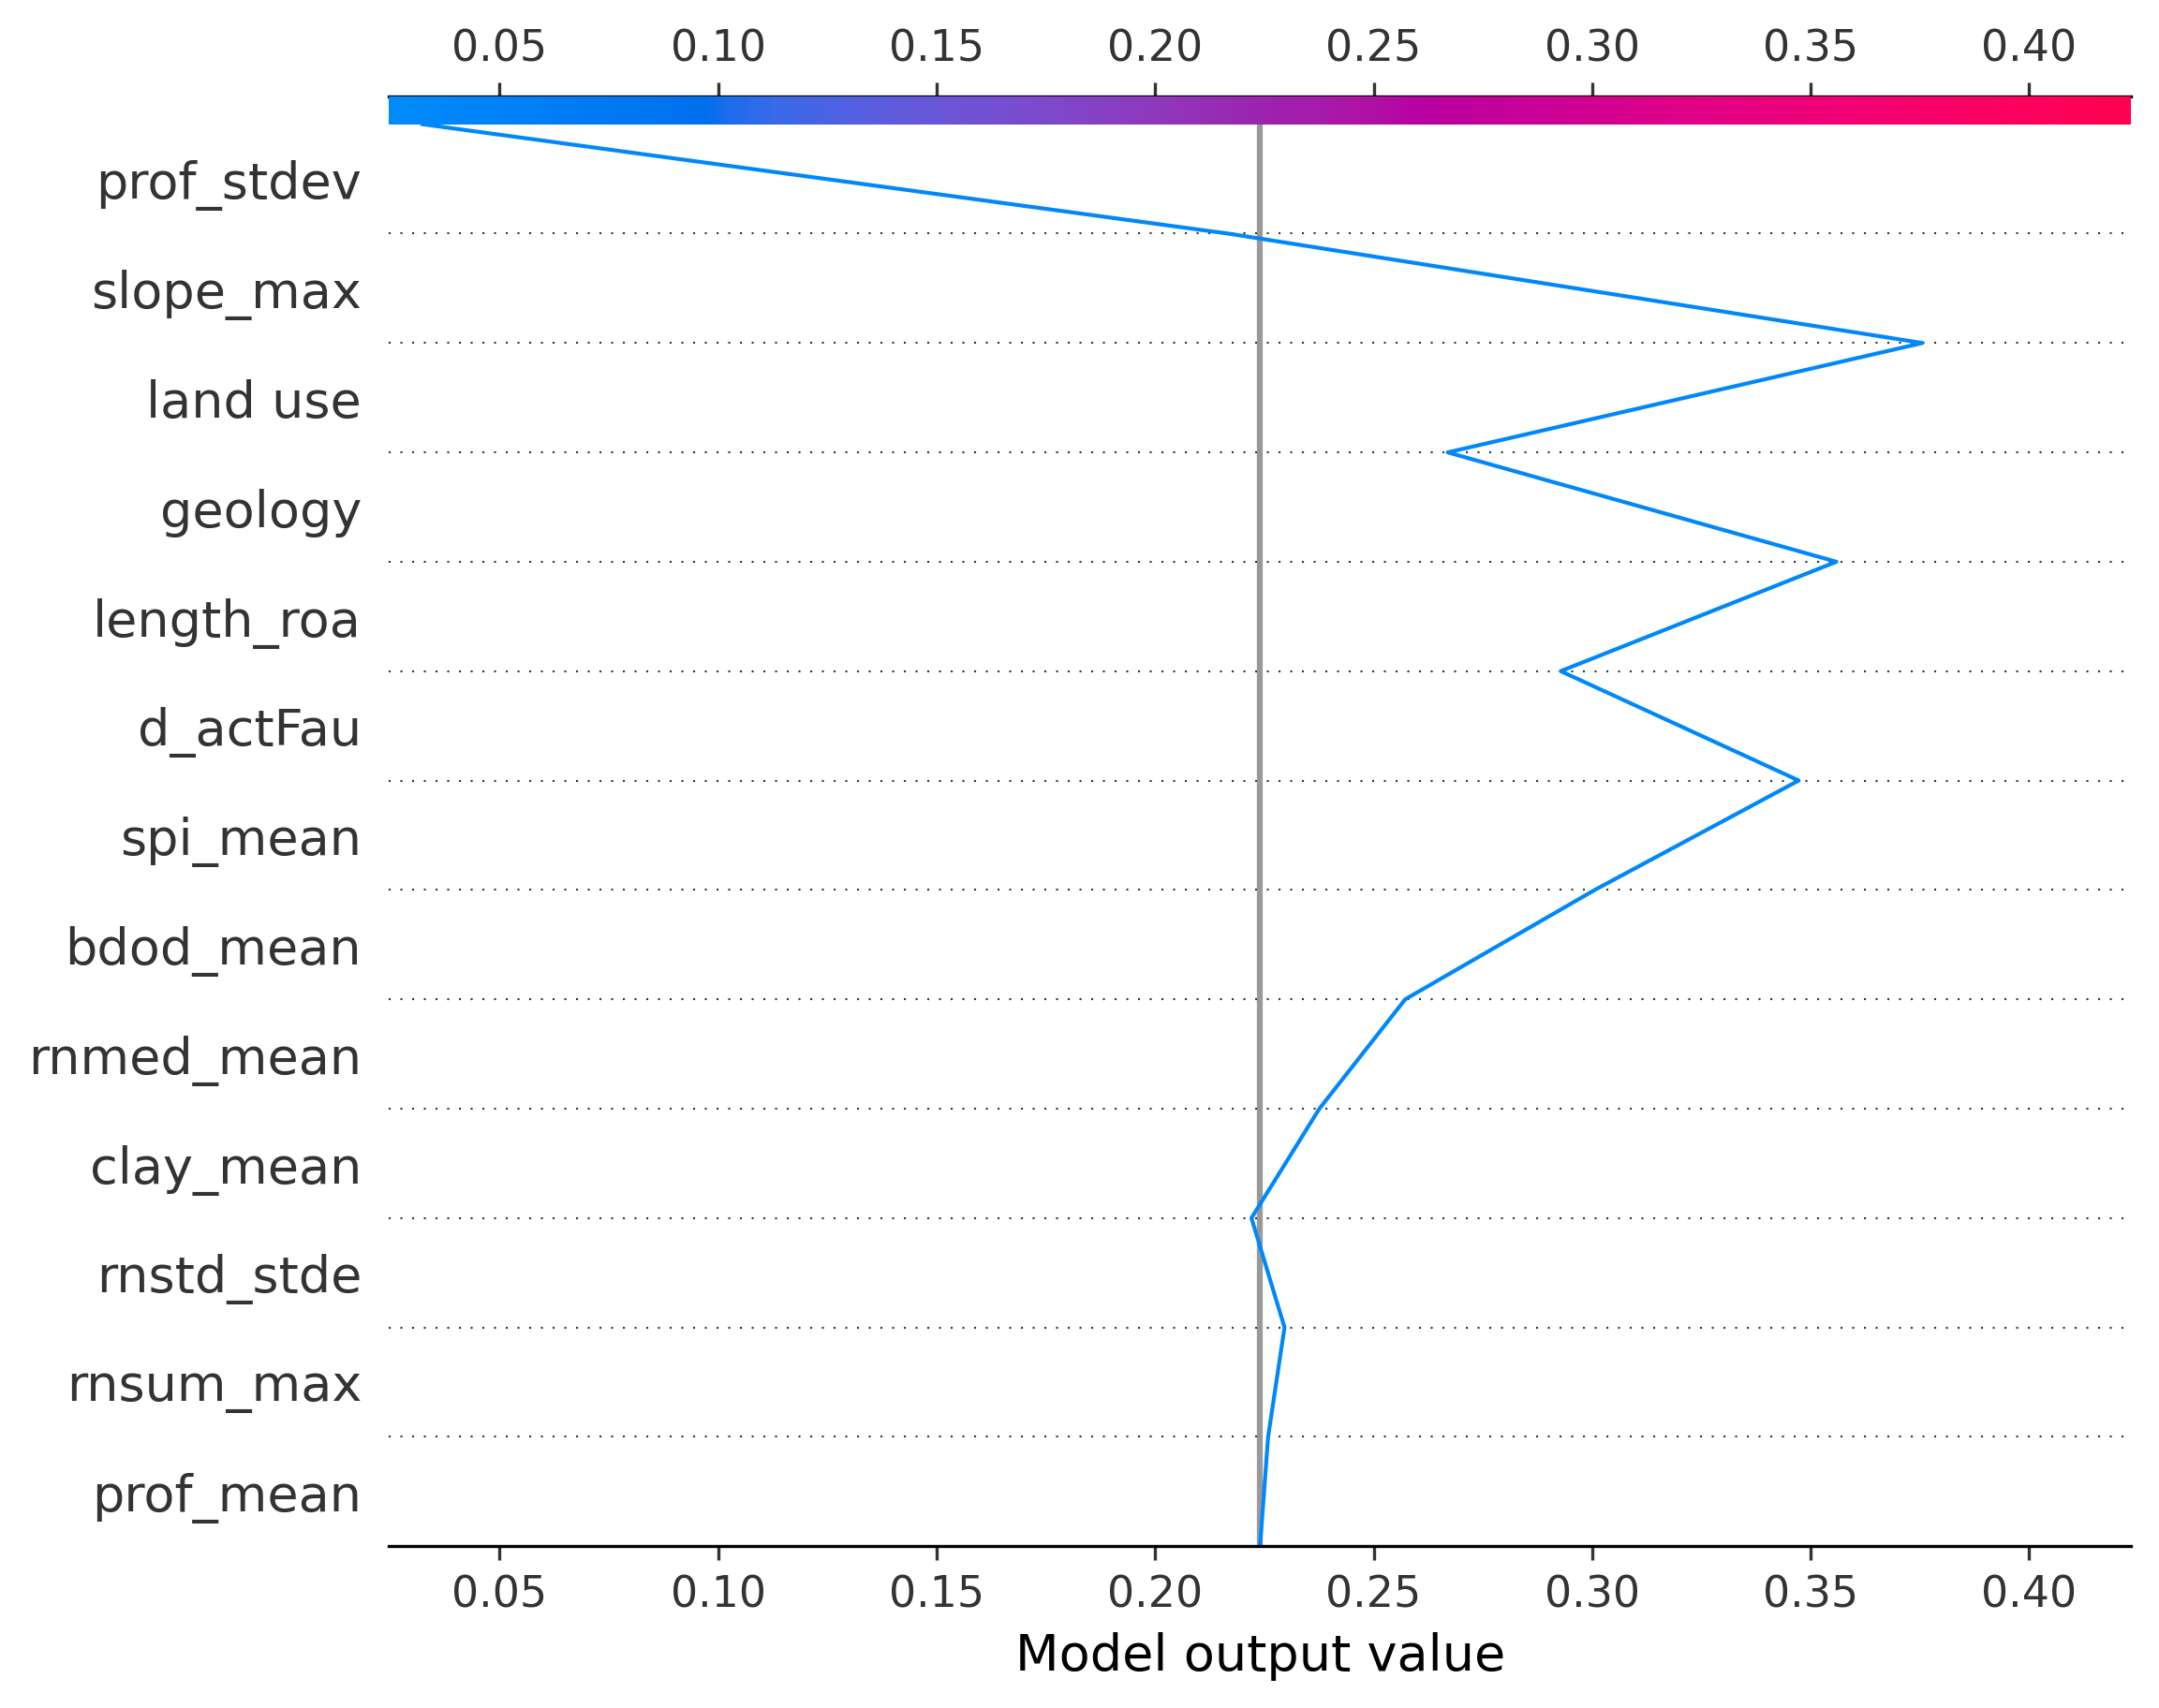 0.05 0.10 0.15 0.20 0.25 0.30 0.35 0.40
prof_stdev
slope_max
land use
geology
length_roa
d_actFau
spi_mean
bdod_mean
rnmed_mean
clay_mean
rnstd_stde
rnsum_max
prof_mean
0.05 0.10 0.15 0.20 0.25 0.30 0.35 0.40
Model output value